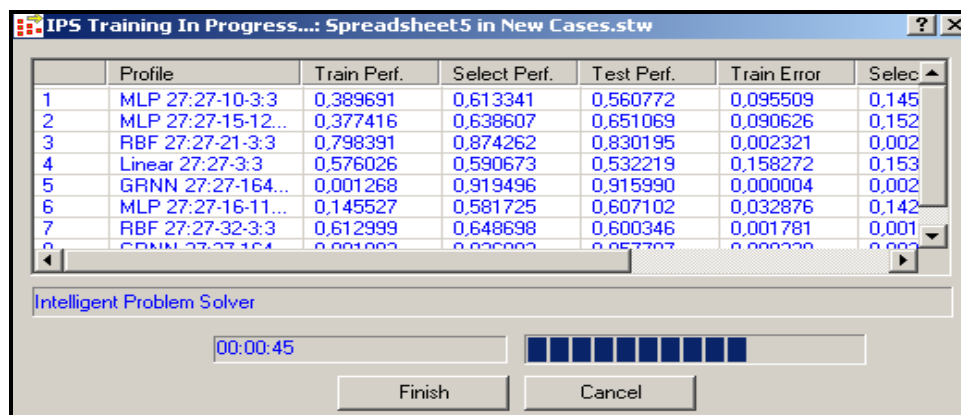 IPS Training In Progress...: Spreadsheet5 in New Cases.stw
Profile Train Perf. Select Perf. Test Perf. Train Error Selec
1 MLP 27:27-10-3:3 0,389691 0,613341 0,560772 0,095509 0,145
2 MLP 27:27-15-12... 0,377416 0,638607 0,651069 0,090626 0,152
3 RBF 27:27-21-3:3 0,798391 0,874262 0,830195 0,002321 0,002
4 Linear 27:27-3:3 0,576026 0,590673 0,532219 0,158272 0,153
5 GRNN 27:27-164... 0,001268 0,919496 0,915990 0,000004 0,002
6 MLP 27:27-16-11... 0,145527 0,581725 0,607102 0,032876 0,142
7 RBF 27:27-32-3:3 0,612999 0,648698 0,600346 0,001781 0,001
Intelligent Problem Solver
00:00:45
Finish Cancel